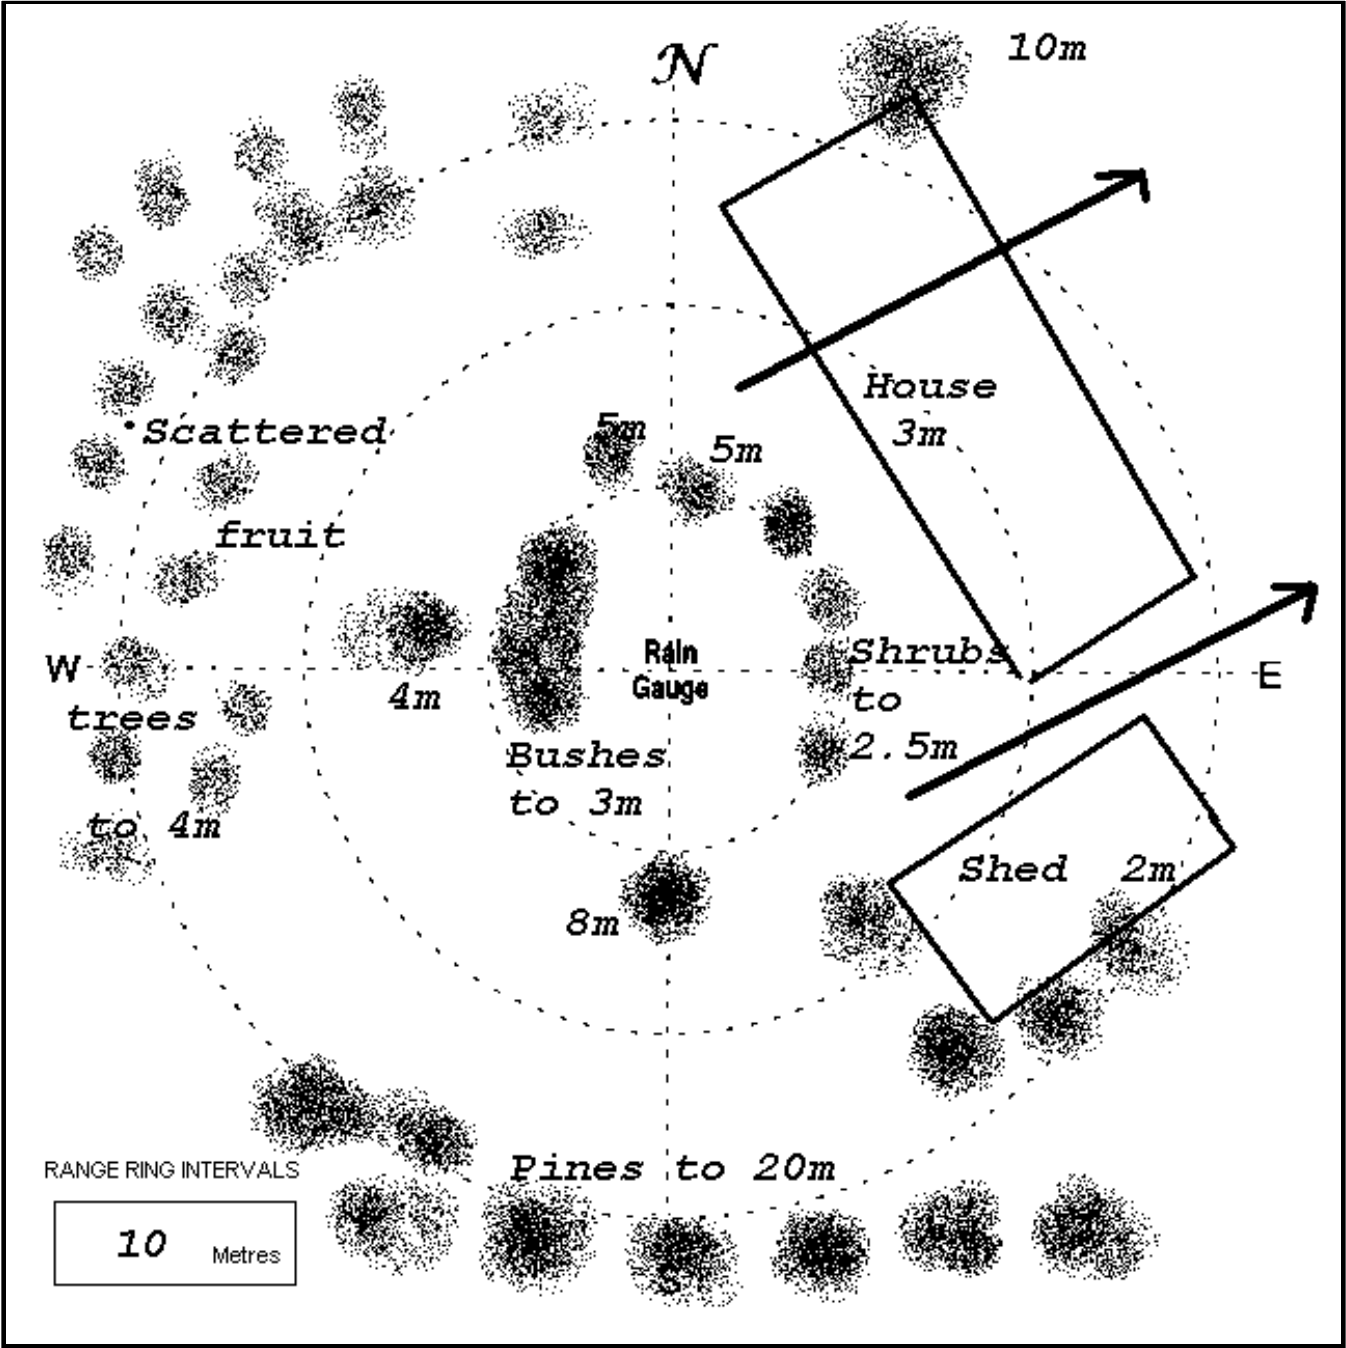 N
10m
House
3m
Scattered
5m
5m
fruit
W
Rain
Gauge
Shrubs
to
2.5m
E
4m
trees
Bushes
to 3m
to 4m
Shed 2m
8m
Pines to 20m
RANGE RING INTERVALS
10 Metres
S